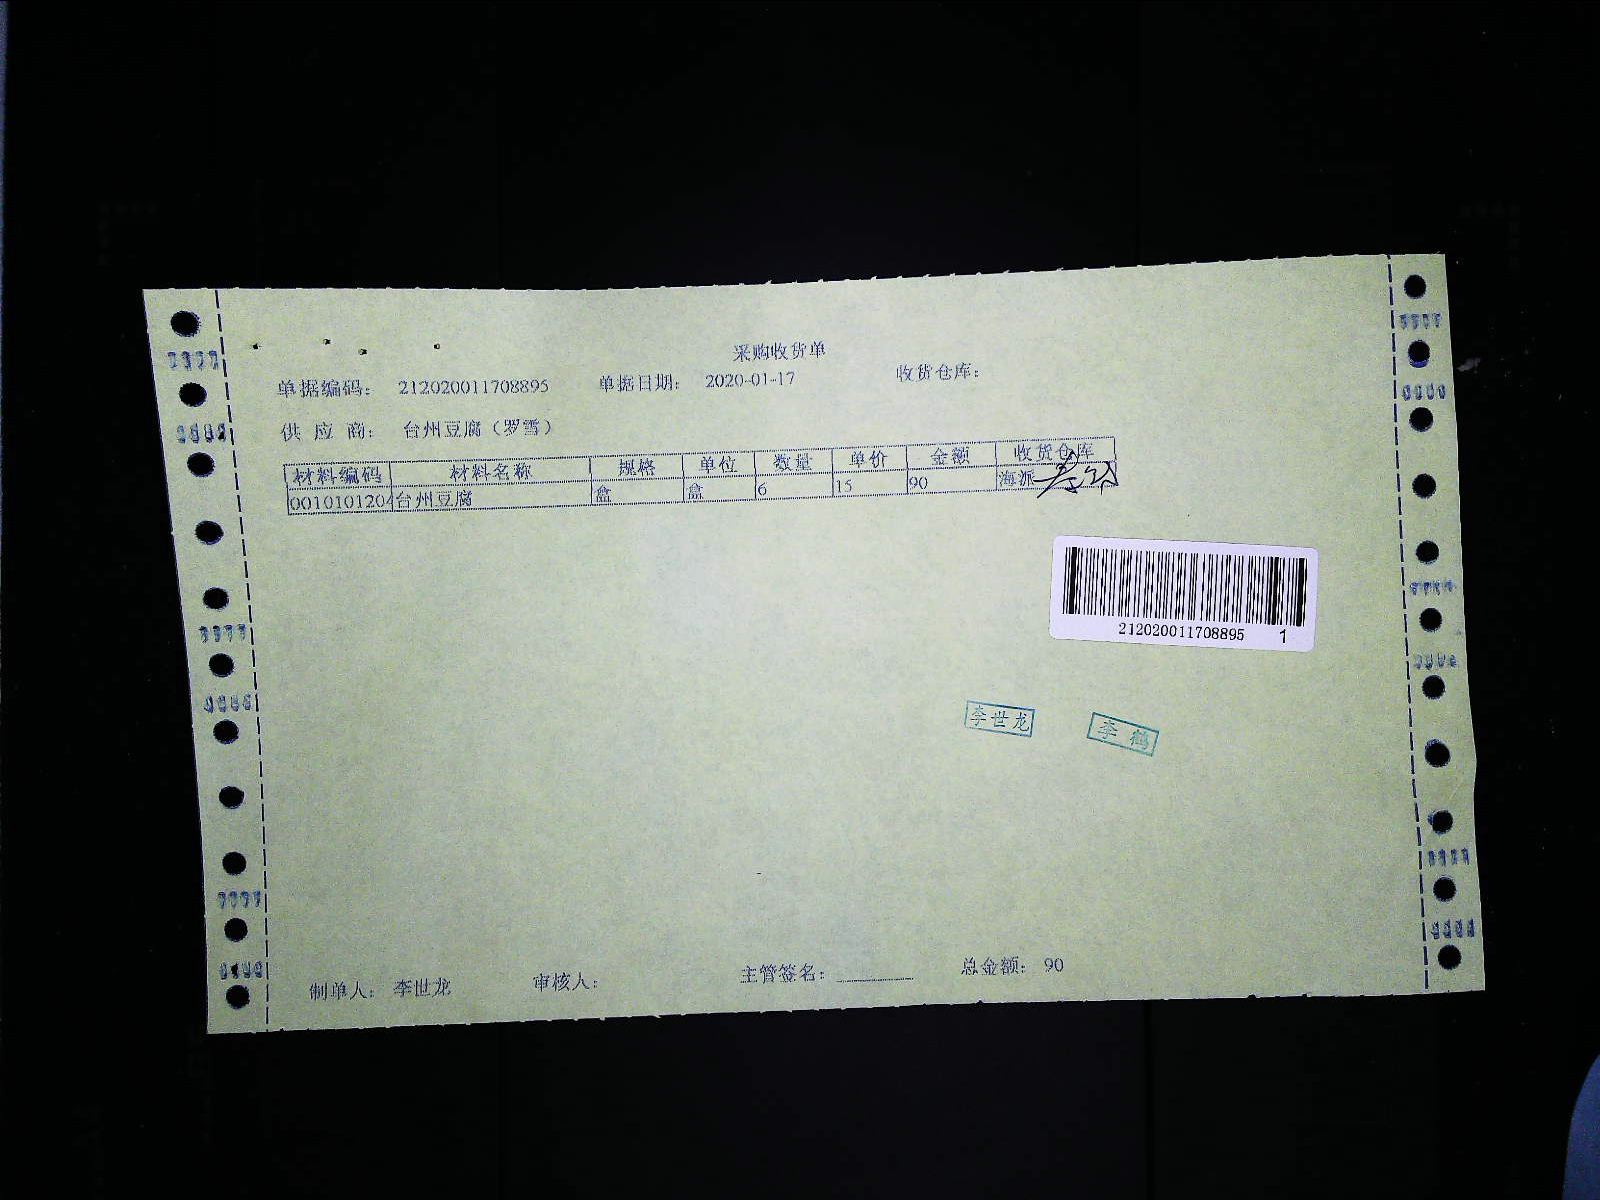 采购收货单
单据编码： 212020011708895 单据日期： 2020-01-17 收货仓库：
供 应 商： 台州豆腐（罗雪）
材料编码 材料名称 规格 单位 数量 单价 金额 收货仓库
0010101204 台州豆腐 盒 盒 6 15 90 海派
212020011708895 1
李世龙 李鹤
制单人： 李世龙 审核人： 主管签名： 总金额： 90